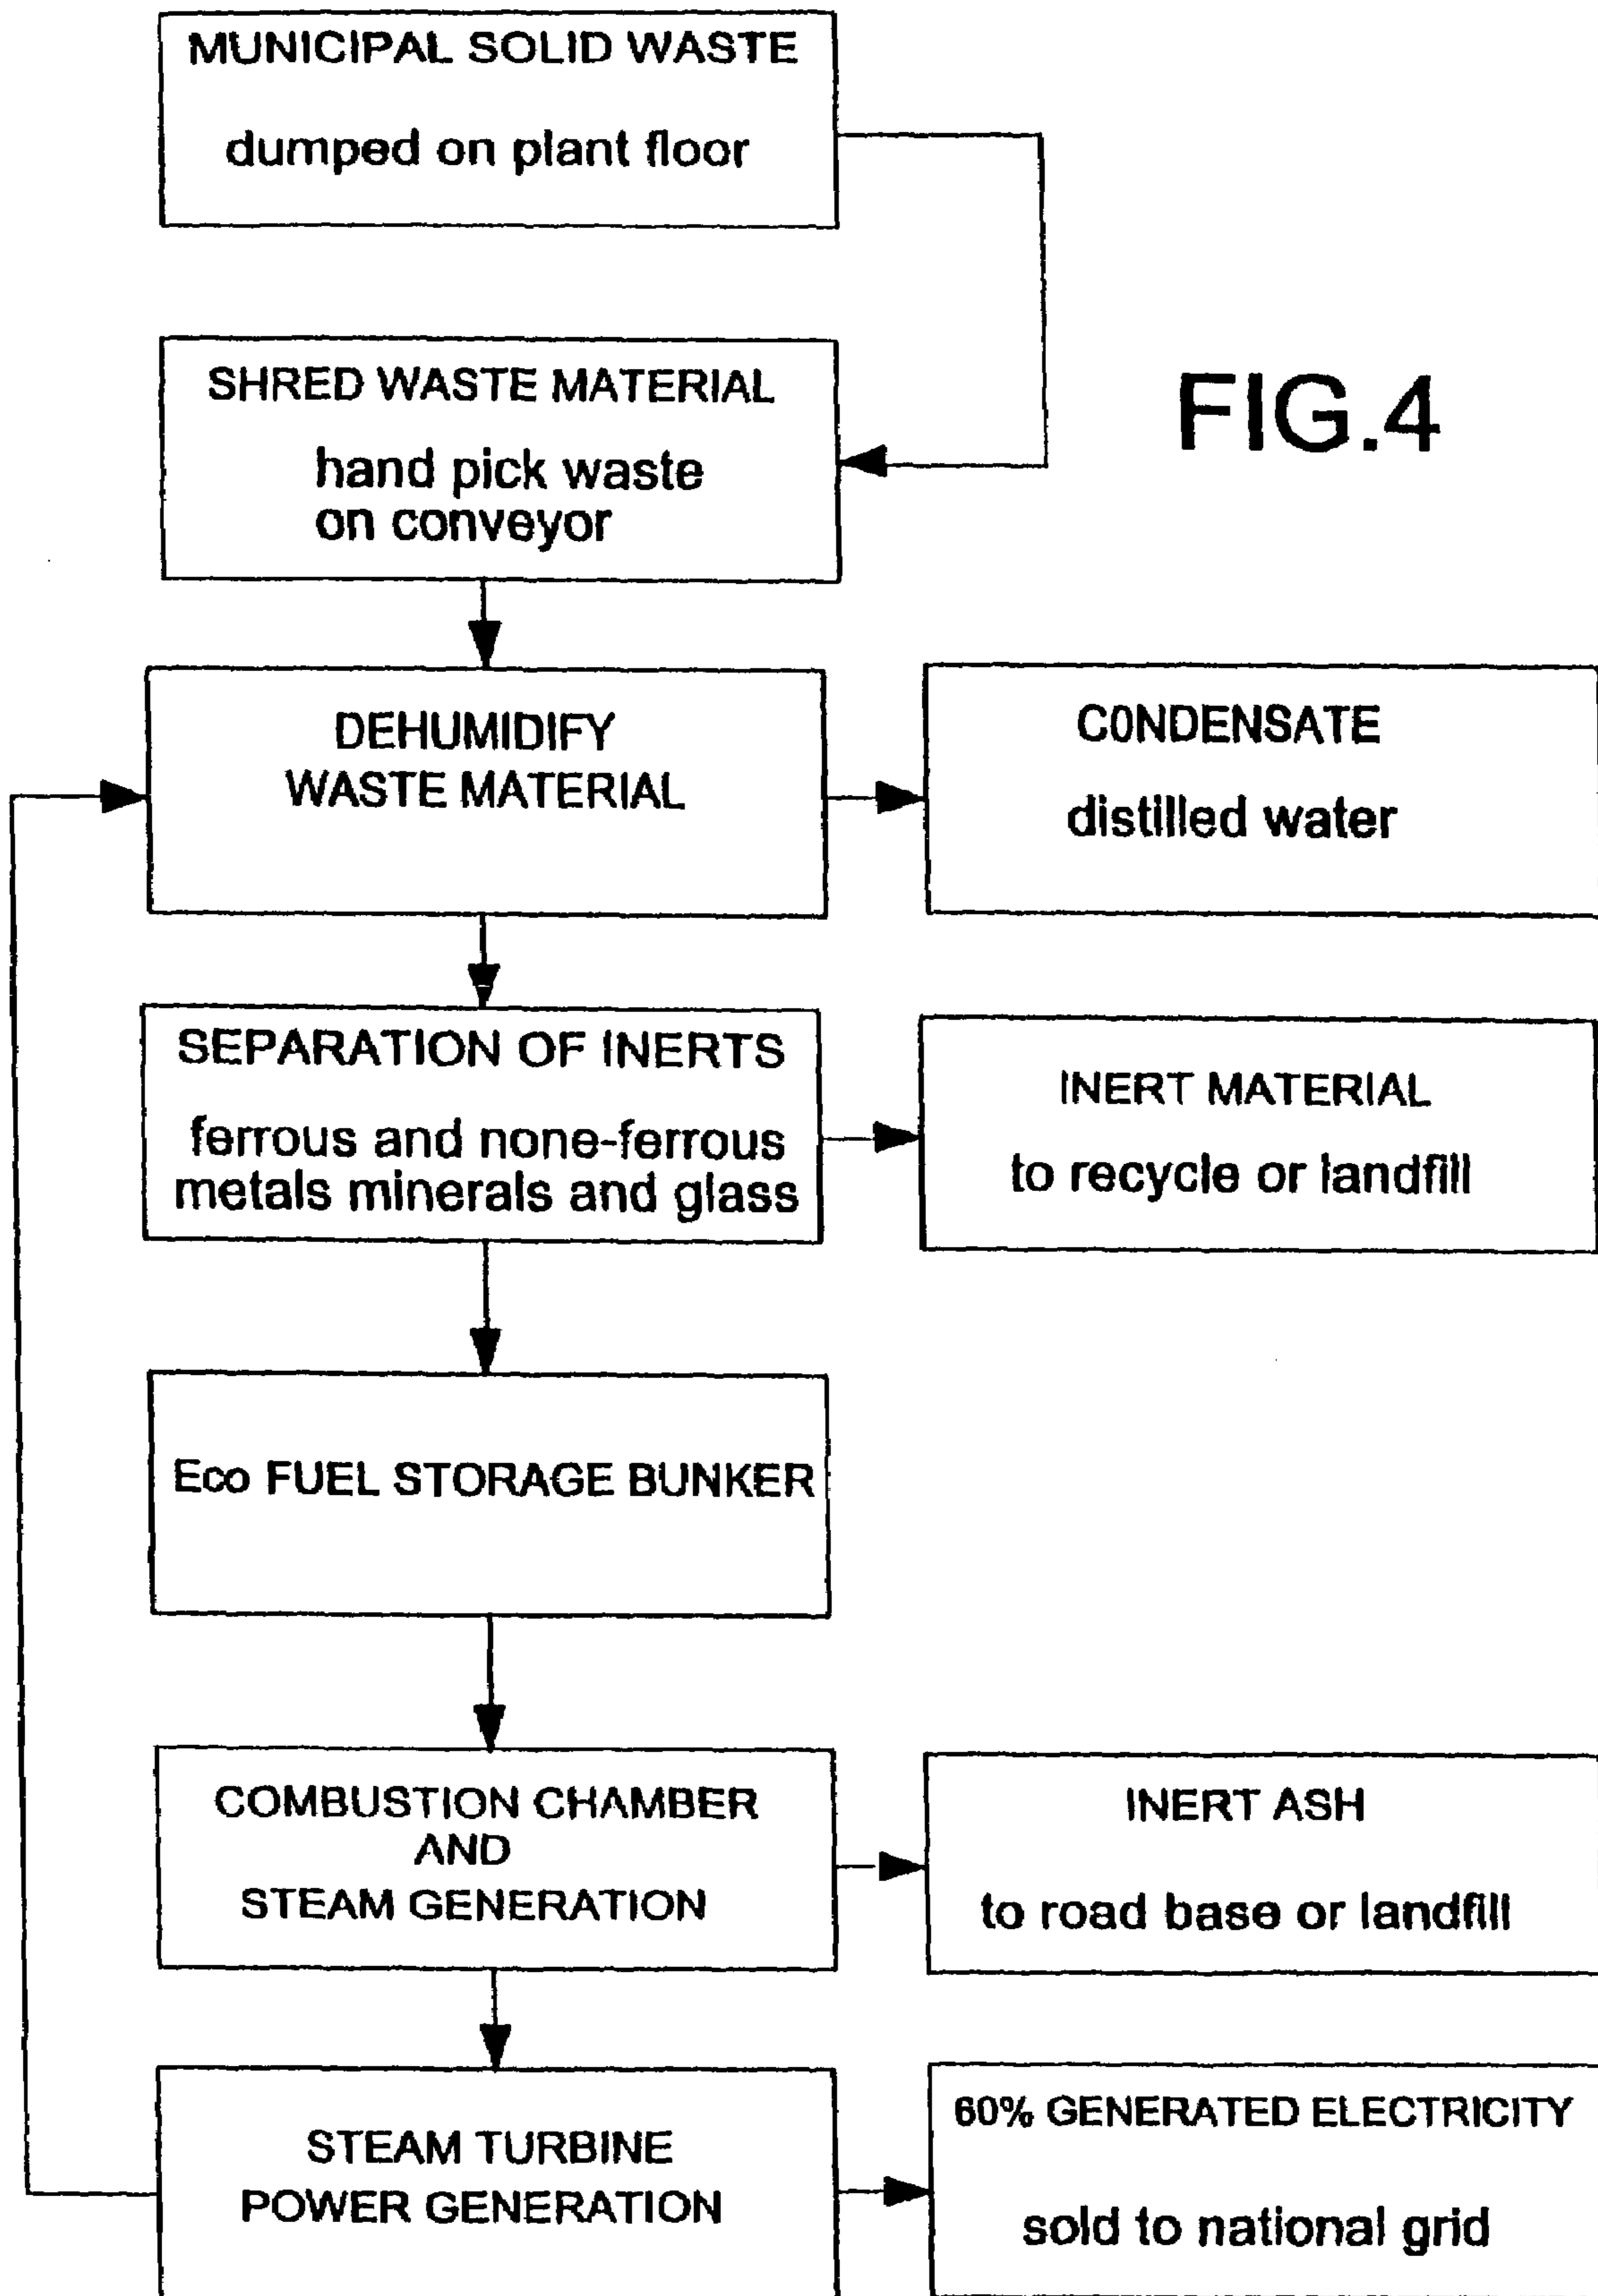 MUNICIPAL SOLID WASTE
dumped on plant floor
SHRED WASTE MATERIAL
hand pick waste
on conveyor
FIG.4
DEHUMIDIFY
WASTE MATERIAL
CONDENSATE
distilled water
SEPARATION OF INERTS
ferrous and none-ferrous
metals minerals and glass
INERT MATERIAL
to recycle or landfill
Eco FUEL STORAGE BUNKER
COMBUSTION CHAMBER
AND
STEAM GENERATION
INERT ASH
to road base or landfill
STEAM TURBINE
POWER GENERATION
60% GENERATED ELECTRICITY
sold to national grid